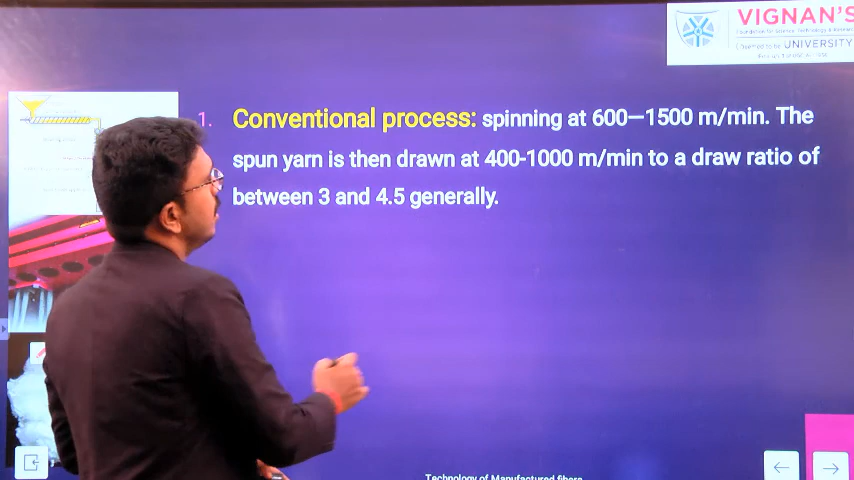 VIGNAN'S
UNIVERSITY
1. Conventional process: spinning at 600—1500 m/min. The
spun yarn is then drawn at 400-1000 m/min to a draw ratio of
between 3 and 4.5 generally.
Technology of Manufactured fibers